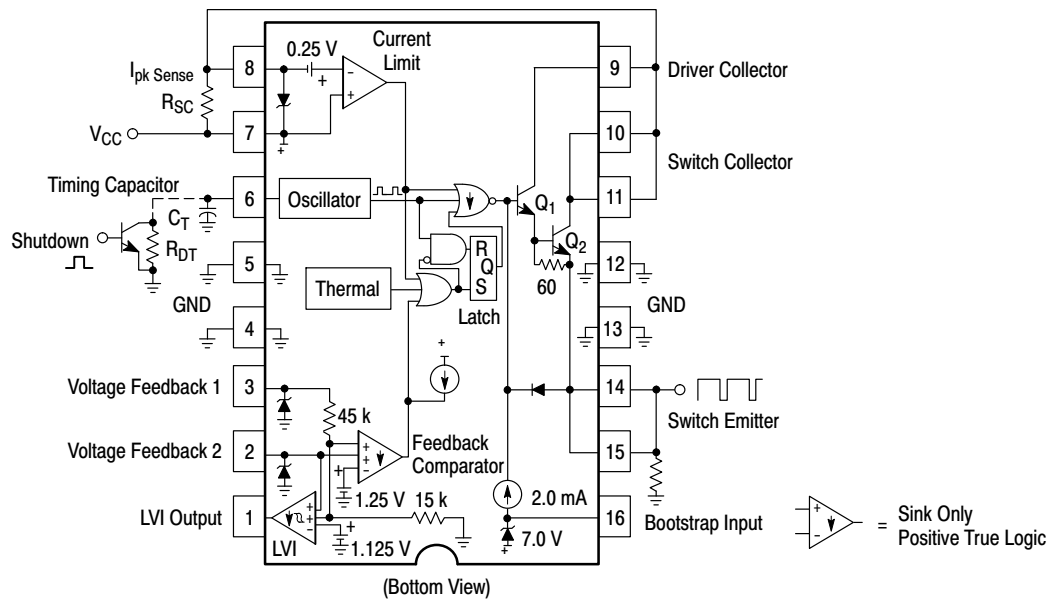 0.25 V
Current
Limit
Ipk Sense
8
9
Driver Collector
RSC
VCC
7
10
Switch Collector
Timing Capacitor
6
Oscillator
Q1
11
CT
Shutdown
RDT
R
Q
S
Q2
5
60
12
Thermal
Latch
GND
GND
4
13
Voltage Feedback 1
3
14
Switch Emitter
45 k
Voltage Feedback 2
2
Feedback
Comparator
15
1.25 V
15 k
2.0 mA
LVI Output
1
16
Bootstrap Input
LVI
1.125 V
7.0 V
= Sink Only
Positive True Logic
(Bottom View)